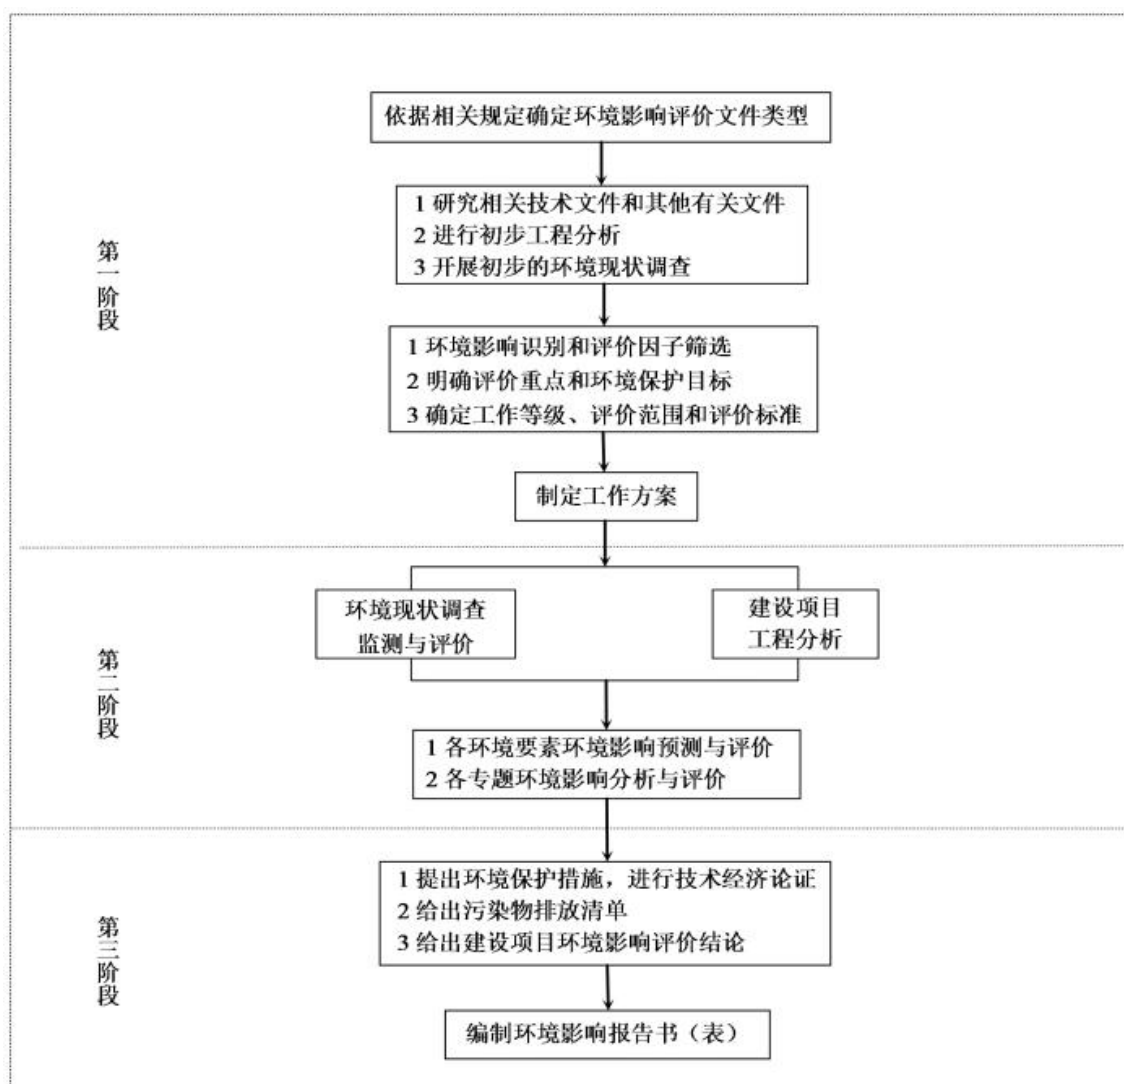 依据相关规定确定环境影响评价文件类型
1 研究相关技术文件和其他有关文件
2 进行初步工程分析
3 开展初步的环境现状调查
第一阶段
1 环境影响识别和评价因子筛选
2 明确评价重点和环境保护目标
3 确定工作等级、评价范围和评价标准
制定工作方案
环境现状调查
监测与评价
建设项目
工程分析
第二阶段
1 各环境要素环境影响预测与评价
2 各专题环境影响分析与评价
1 提出环境保护措施，进行技术经济论证
2 给出污染物排放清单
3 给出建设项目环境影响评价结论
第三阶段
编制环境影响报告书（表）